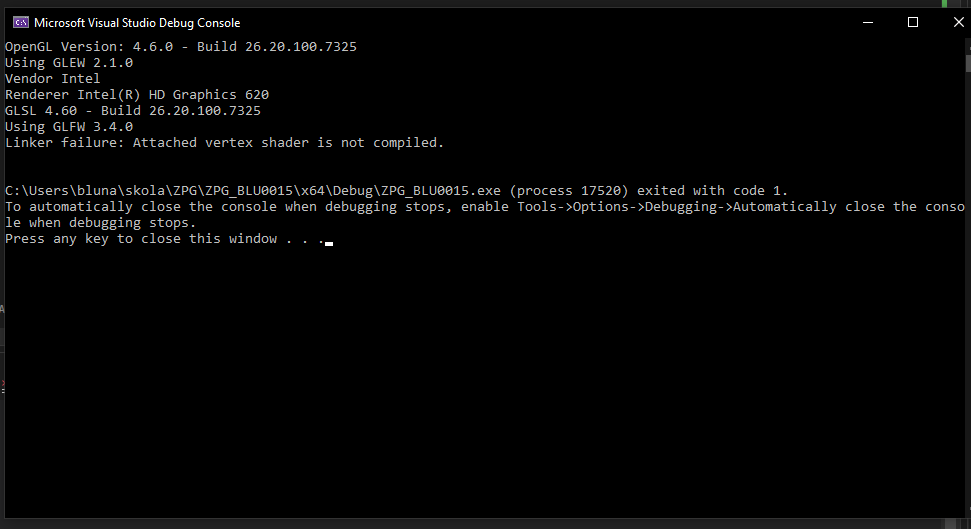 Microsoft Visual Studio Debug Console
OpenGL Version: 4.6.0 - Build 26.20.100.7325
Using GLEW 2.1.0
Vendor Intel
Renderer Intel(R) HD Graphics 620
GLSL 4.60 - Build 26.20.100.7325
Using GLFW 3.4.0
Linker failure: Attached vertex shader is not compiled.
C:\Users\bluna\skola\ZPG\ZPG_BLU0015\x64\Debug\ZPG_BLU0015.exe (process 17520) exited with code 1.
To automatically close the console when debugging stops, enable Tools->Options->Debugging->Automatically close the conso
le when debugging stops.
Press any key to close this window . . .